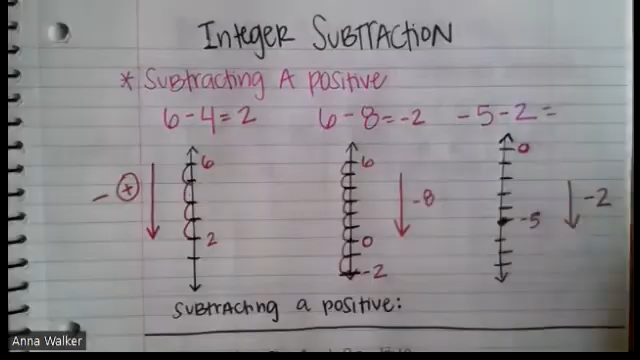 Integer Subtraction
* Subtracting A positive
6 - 4 = 2
6 - 8 = -2
-5 - 2 =
6
2
- +
6
0
-2
-8
0
-5
-2
Subtracting a positive:
Anna Walker